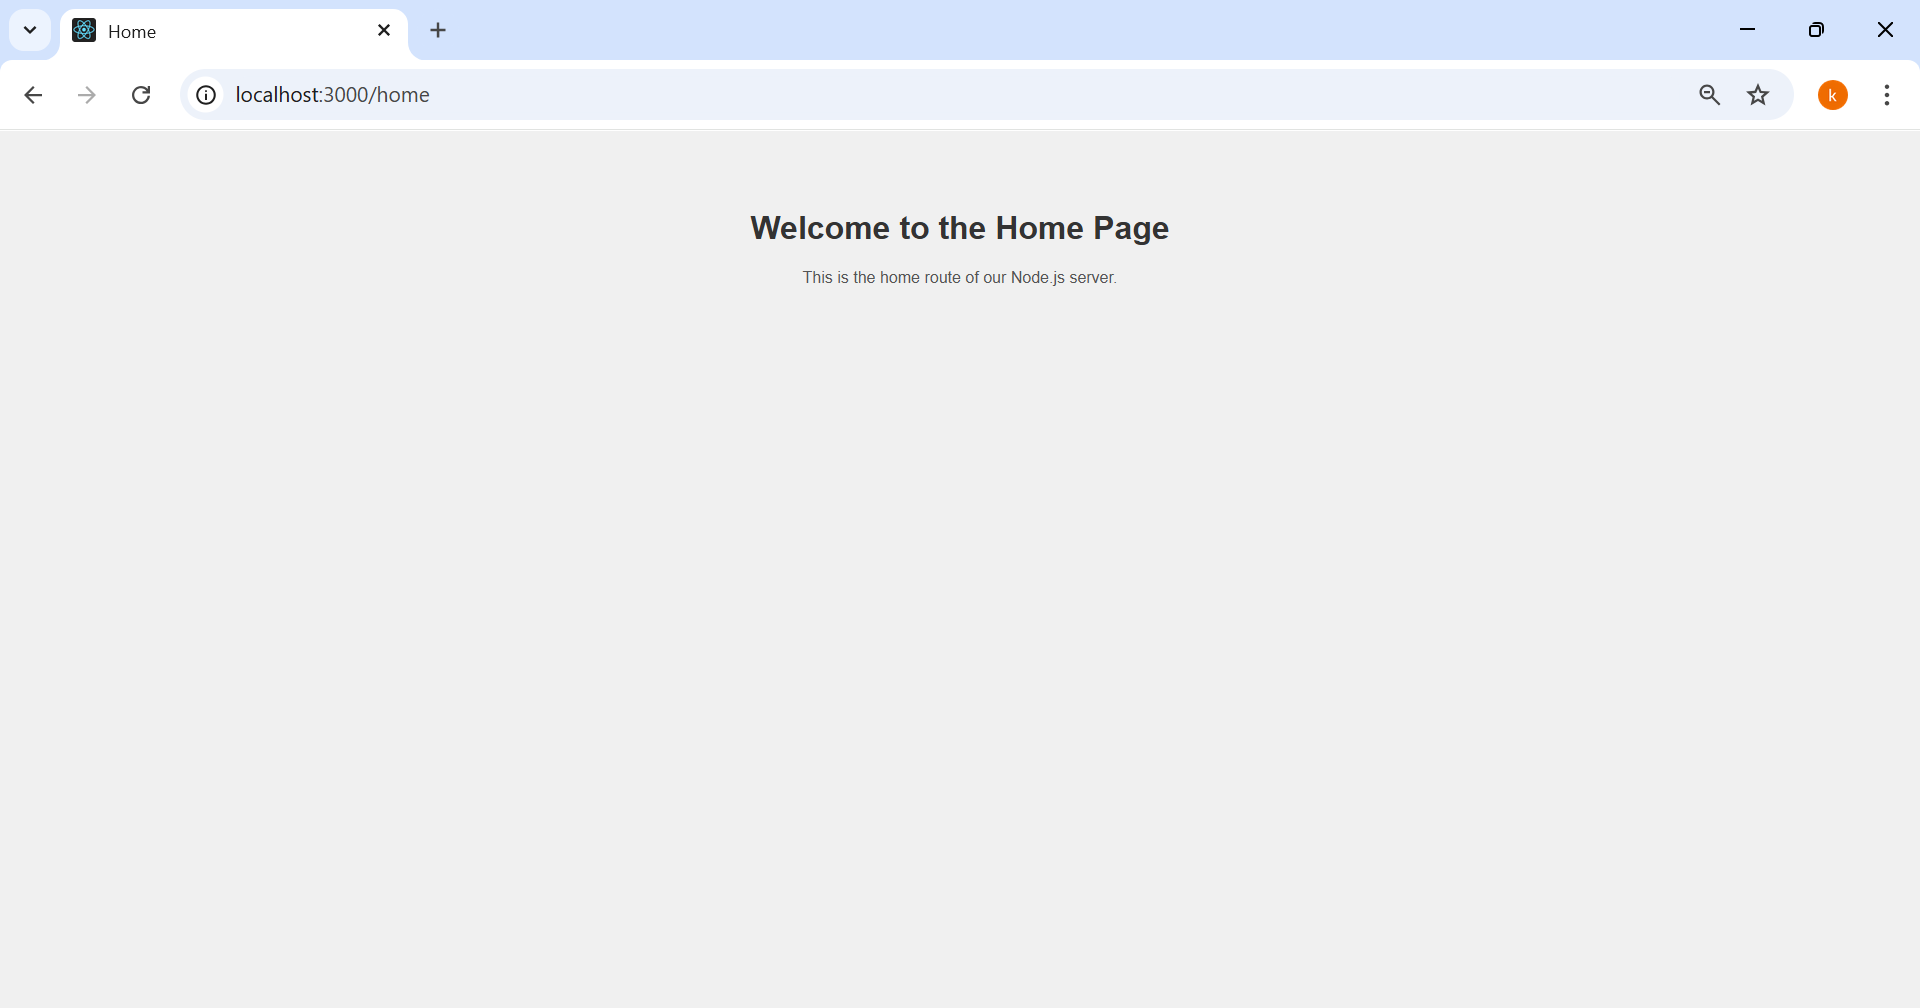 Home
localhost:3000/home
k
Welcome to the Home Page
This is the home route of our Node.js server.